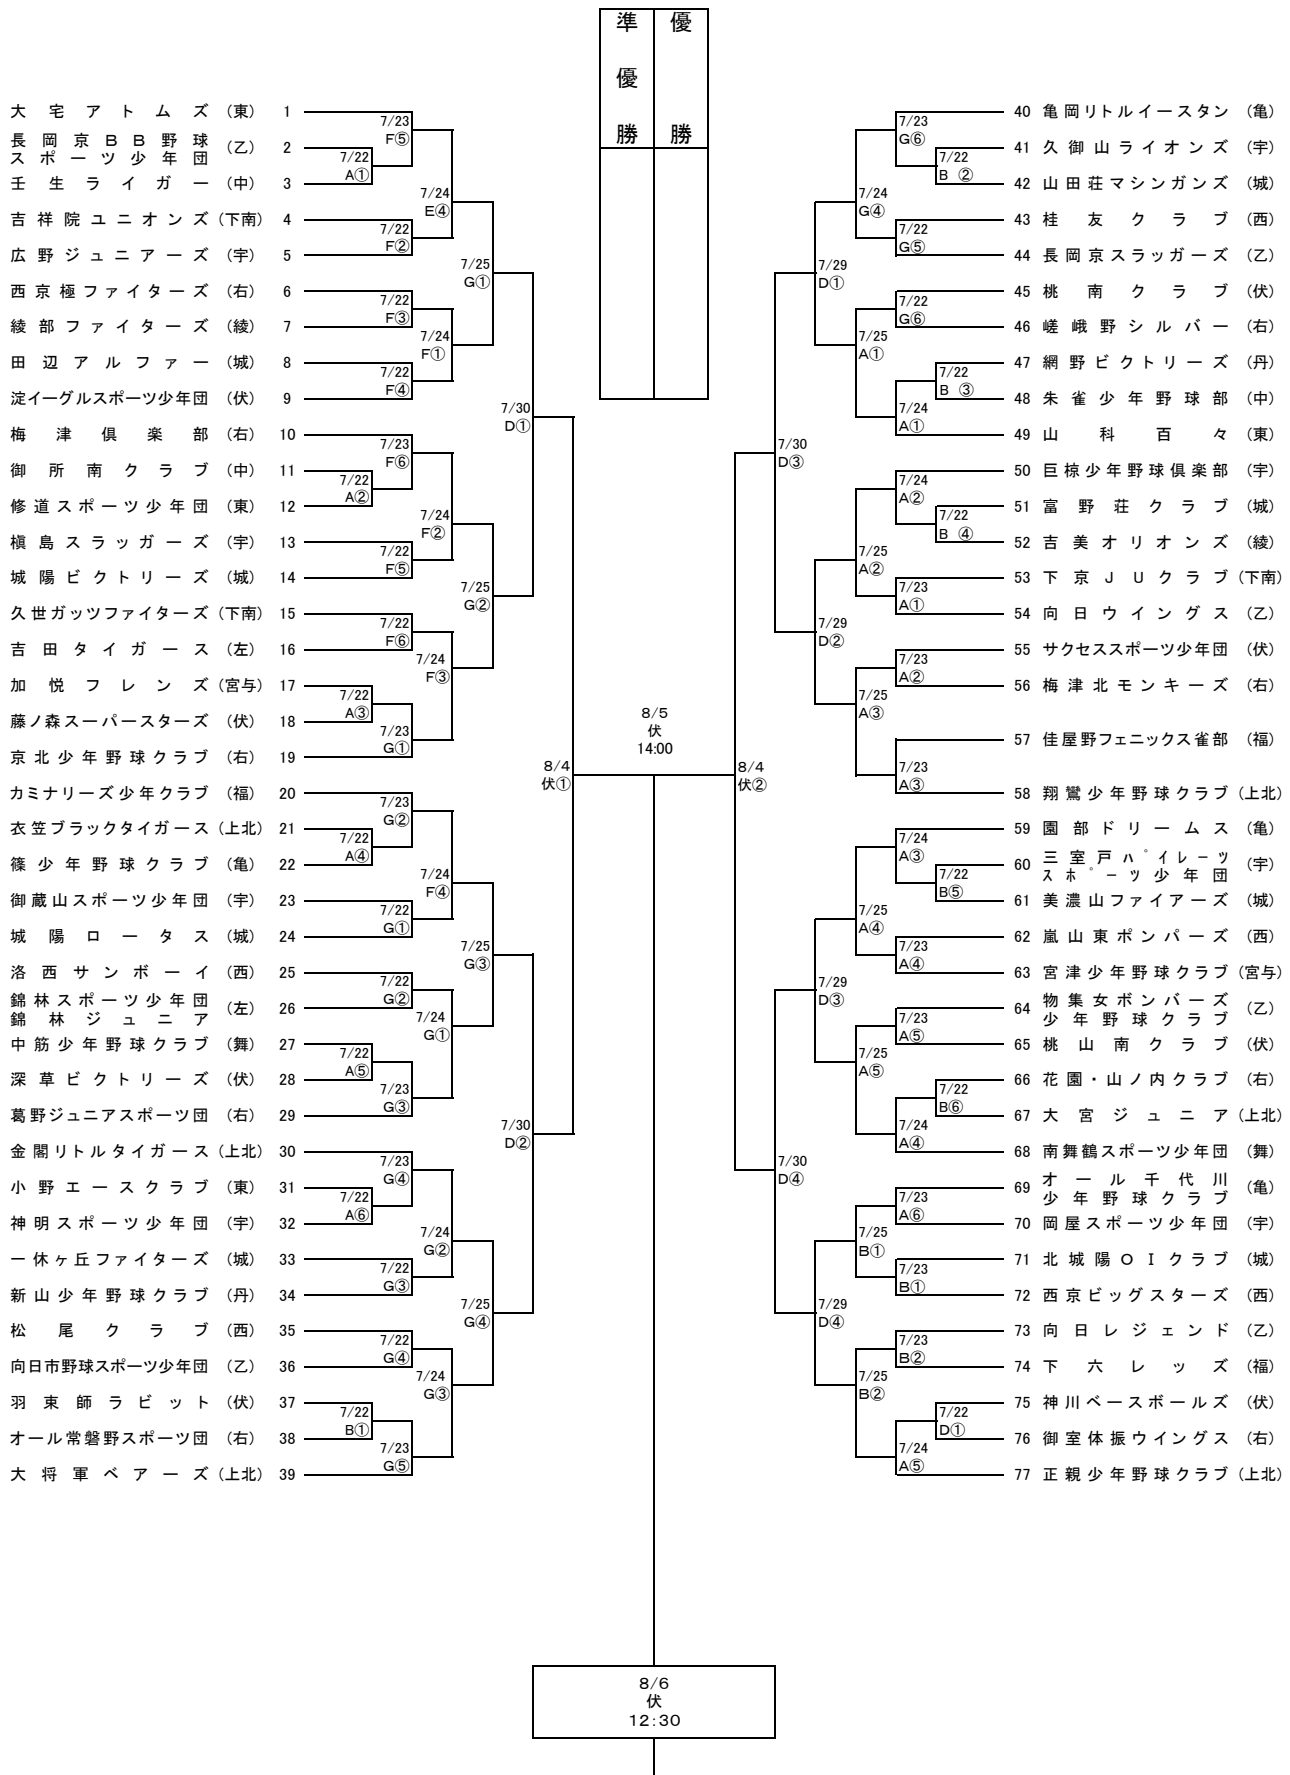 準優勝
優勝
大宅アトムズ (東) 1
長岡京BB野球
スポーツ少年団 (乙) 2
壬生ライガー (中) 3
吉祥院ユニオンズ (下南) 4
広野ジュニアーズ (宇) 5
西京極ファイターズ (右) 6
綾部ファイターズ (綾) 7
田辺アルファー (城) 8
淀イーグルスポーツ少年団 (伏) 9
梅津倶楽部 (右) 10
御所南クラブ (中) 11
修道スポーツ少年団 (東) 12
槇島スラッガーズ (宇) 13
城陽ビクトリーズ (城) 14
久世ガッツファイターズ (下南) 15
吉田タイガース (左) 16
加悦フレンズ (宮与) 17
藤ノ森スーパースターズ (伏) 18
京北少年野球クラブ (右) 19
カミナリーズ少年クラブ (福) 20
衣笠ブラックタイガース (上北) 21
篠少年野球クラブ (亀) 22
御蔵山スポーツ少年団 (宇) 23
城陽ロータス (城) 24
洛西サンボーイ (西) 25
錦林スポーツ少年団
錦林ジュニア (左) 26
中筋少年野球クラブ (舞) 27
深草ビクトリーズ (伏) 28
葛野ジュニアスポーツ団 (右) 29
金閣リトルタイガース (上北) 30
小野エースクラブ (東) 31
神明スポーツ少年団 (宇) 32
一休ヶ丘ファイターズ (城) 33
新山少年野球クラブ (丹) 34
松尾クラブ (西) 35
向日市野球スポーツ少年団 (乙) 36
羽束師ラビット (伏) 37
オール常磐野スポーツ団 (右) 38
大将軍ベアーズ (上北) 39
7/22
A①
7/22
A②
7/22
A③
7/22
A④
7/22
A⑤
7/22
A⑥
7/22
B①
7/23
F⑤
7/22
F②
7/22
F③
7/22
F④
7/23
F⑥
7/22
F⑤
7/22
F⑥
7/23
G①
7/23
G②
7/22
G①
7/22
G②
7/23
G③
7/23
G④
7/22
G③
7/22
G④
7/23
G⑤
7/24
E④
7/24
F①
7/24
F②
7/24
F③
7/24
F④
7/24
G①
7/24
G②
7/24
G③
7/25
G①
7/25
G②
7/25
G③
7/25
G④
7/30
D①
7/30
D②
8/4
伏①
8/5
伏
14:00
8/4
伏②
7/30
D③
7/30
D④
7/29
D①
7/29
D②
7/29
D③
7/29
D④
7/24
G④
7/25
A①
7/25
A②
7/25
A③
7/25
A④
7/25
A⑤
7/25
B①
7/25
B②
7/23
G⑥
7/22
G⑤
7/22
G⑥
7/24
A①
7/24
A②
7/23
A①
7/23
A②
7/23
A③
7/24
A③
7/23
A④
7/23
A⑤
7/24
A④
7/23
A⑥
7/23
B①
7/23
B②
7/24
A⑤
7/22
B ②
7/22
B ③
7/22
B ④
7/22
B⑤
7/22
B⑥
7/22
D①
40 亀岡リトルイースタン (亀)
41 久御山ライオンズ (宇)
42 山田荘マシンガンズ (城)
43 桂友クラブ (西)
44 長岡京スラッガーズ (乙)
45 桃南クラブ (伏)
46 嵯峨野シルバー (右)
47 網野ビクトリーズ (丹)
48 朱雀少年野球部 (中)
49 山科百々 (東)
50 巨椋少年野球倶楽部 (宇)
51 富野荘クラブ (城)
52 吉美オリオンズ (綾)
53 下京JUクラブ (下南)
54 向日ウイングス (乙)
55 サクセススポーツ少年団 (伏)
56 梅津北モンキーズ (右)
57 佳屋野フェニックス雀部 (福)
58 翔鸞少年野球クラブ (上北)
59 園部ドリームス (亀)
60 三室戸パイレーツ
スポーツ少年団 (宇)
61 美濃山ファイアーズ (城)
62 嵐山東ポンパーズ (西)
63 宮津少年野球クラブ (宮与)
64 物集女ボンバーズ
少年野球クラブ (乙)
65 桃山南クラブ (伏)
66 花園・山ノ内クラブ (右)
67 大宮ジュニア (上北)
68 南舞鶴スポーツ少年団 (舞)
69 オール千代川
少年野球クラブ (亀)
70 岡屋スポーツ少年団 (宇)
71 北城陽OIクラブ (城)
72 西京ビッグスターズ (西)
73 向日レジェンド (乙)
74 下六レッズ (福)
75 神川ベースボールズ (伏)
76 御室体振ウイングス (右)
77 正親少年野球クラブ (上北)
8/6
伏
12:30